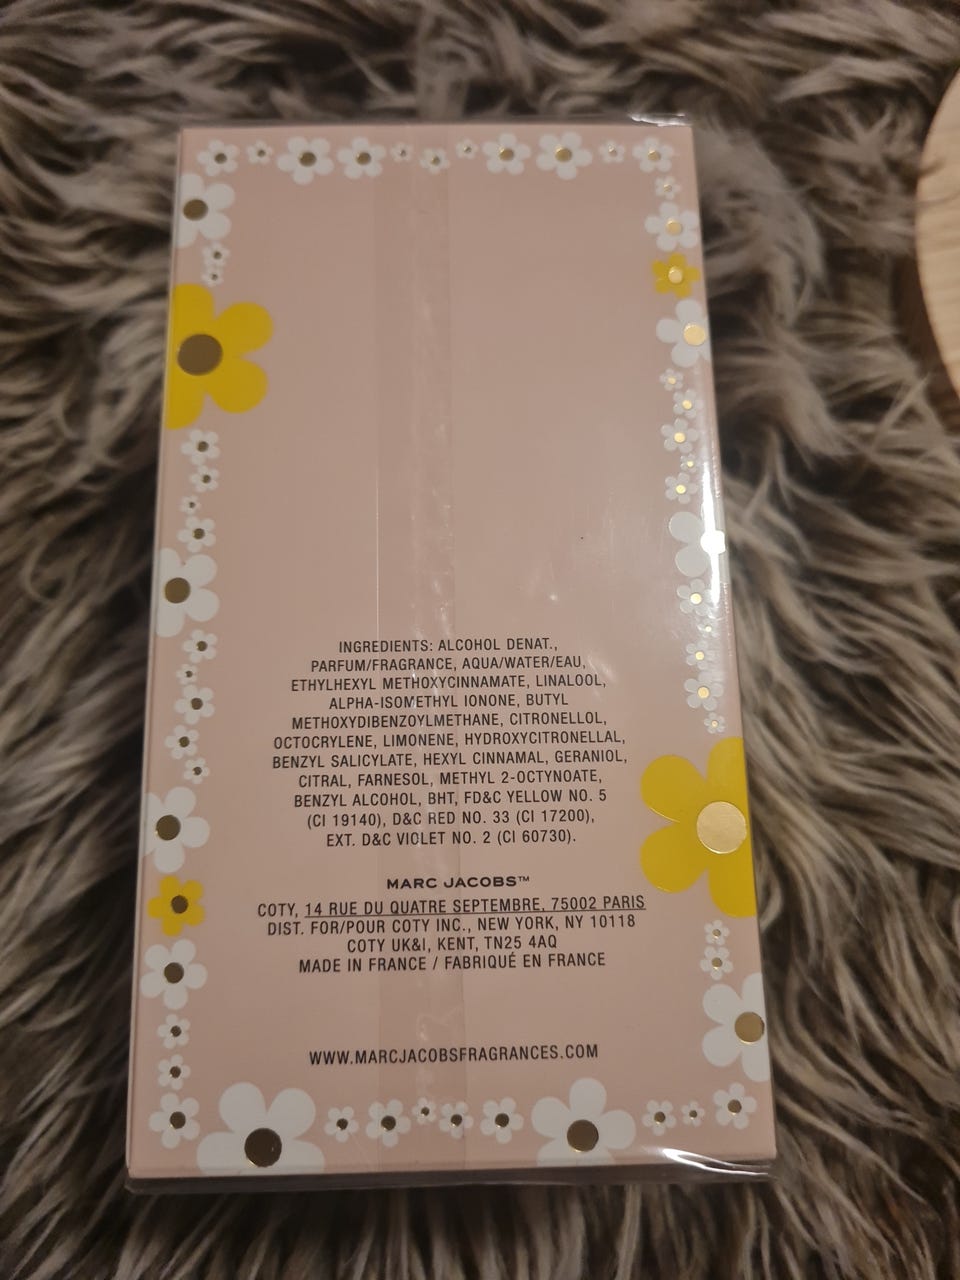 INGREDIENTS: ALCOHOL DENAT.,
PARFUM/FRAGRANCE, AQUA/WATER/EAU,
ETHYLHEXYL METHOXYCINNAMATE, LINALOOL,
ALPHA-ISOMETHYL IONONE, BUTYL
METHOXYDIBENZOYLMETHANE, CITRONELLOL,
OCTOCRYLENE, LIMONENE, HYDROXYCITRONELLAL,
BENZYL SALICYLATE, HEXYL CINNAMAL, GERANIOL,
CITRAL, FARNESOL, METHYL 2-OCTYNOATE,
BENZYL ALCOHOL, BHT, FD&C YELLOW NO. 5
(CI 19140), D&C RED NO. 33 (CI 17200),
EXT. D&C VIOLET NO. 2 (CI 60730).
MARC JACOBS™
COTY, 14 RUE DU QUATRE SEPTEMBRE, 75002 PARIS
DIST. FOR/POUR COTY INC., NEW YORK, NY 10118
COTY UK&I, KENT, TN25 4AQ
MADE IN FRANCE / FABRIQUÉ EN FRANCE
WWW.MARCJACOBSFRAGRANCES.COM